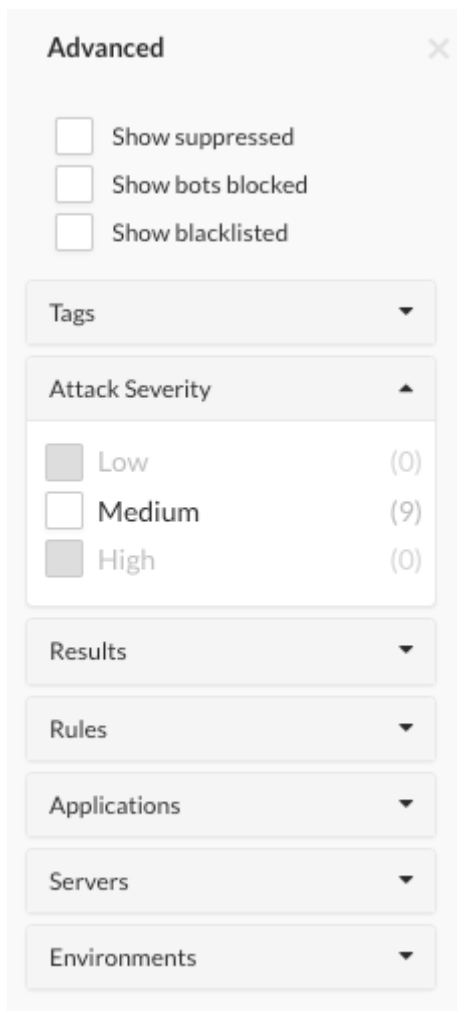 Advanced
Show suppressed
Show bots blocked
Show blacklisted
Tags
Attack Severity
Low (0)
Medium (9)
High (0)
Results
Rules
Applications
Servers
Environments